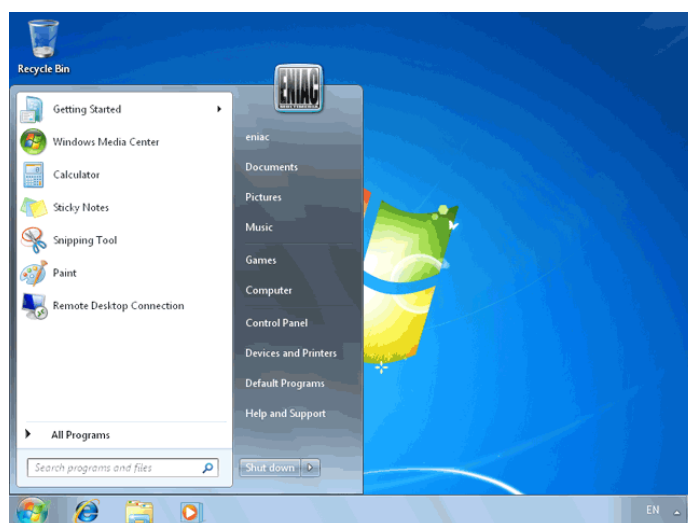 Recycle Bin
ENIAC
Getting Started
Windows Media Center
Calculator
Sticky Notes
Snipping Tool
Paint
Remote Desktop Connection
All Programs
Search programs and files
eniac
Documents
Pictures
Music
Games
Computer
Control Panel
Devices and Printers
Default Programs
Help and Support
Shut down
EN